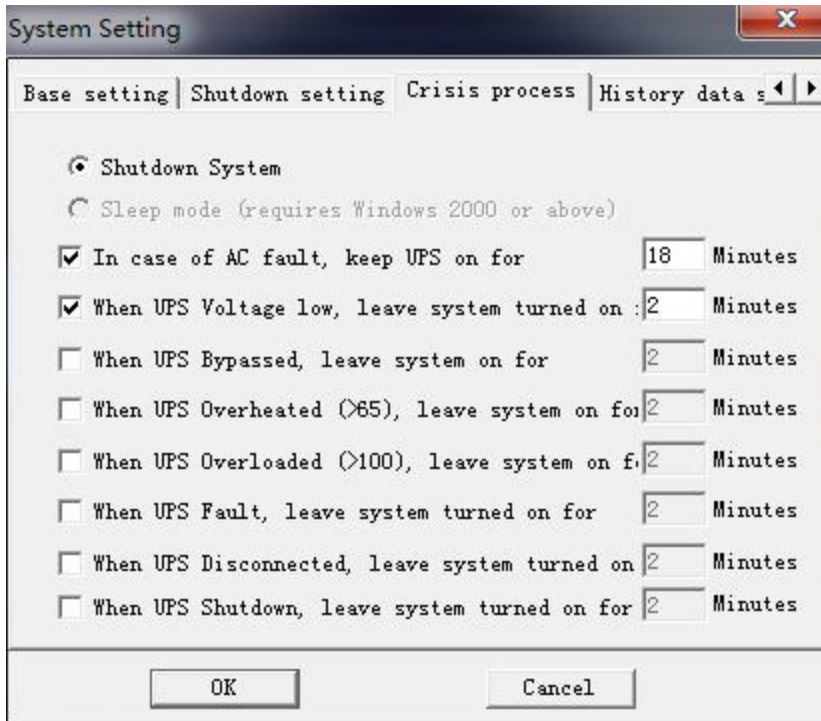 System Setting
Base setting Shutdown setting Crisis process History data s
Shutdown System
Sleep mode (requires Windows 2000 or above)
In case of AC fault, keep UPS on for 18 Minutes
When UPS Voltage low, leave system turned on : 2 Minutes
When UPS Bypassed, leave system on for 2 Minutes
When UPS Overheated (>65), leave system on for 2 Minutes
When UPS Overloaded (>100), leave system on f 2 Minutes
When UPS Fault, leave system turned on for 2 Minutes
When UPS Disconnected, leave system turned on 2 Minutes
When UPS Shutdown, leave system turned on for 2 Minutes
OK Cancel